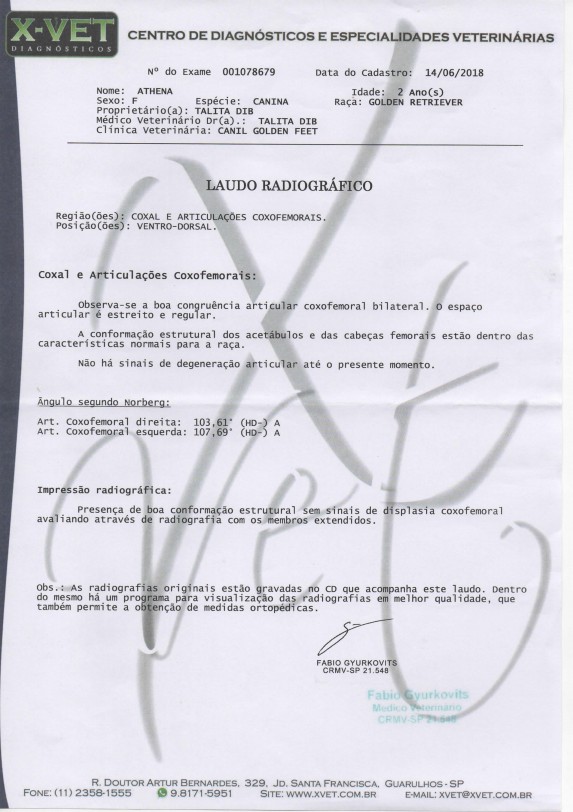 X-VET
DIAGNÓSTICOS
CENTRO DE DIAGNÓSTICOS E ESPECIALIDADES VETERINÁRIAS
Nº do Exame 001078679 Data do Cadastro: 14/06/2018
Nome: ATHENA Idade: 2 Ano(s)
Sexo: F Espécie: CANINA Raça: GOLDEN RETRIEVER
Proprietário(a): TALITA DIB
Médico Veterinário Dr(a).: TALITA DIB
Clínica Veterinária: CANIL GOLDEN FEET
LAUDO RADIOGRÁFICO
Região(ões): COXAL E ARTICULAÇÕES COXOFEMORAIS.
Posição(ões): VENTRO-DORSAL.
Coxal e Articulações Coxofemorais:
Observa-se a boa congruência articular coxofemoral bilateral. O espaço
articular é estreito e regular.
A conformação estrutural dos acetábulos e das cabeças femorais estão dentro das
características normais para a raça.
Não há sinais de degeneração articular até o presente momento.
Ângulo segundo Norberg:
Art. Coxofemoral direita: 103,61° (HD-) A
Art. Coxofemoral esquerda: 107,69° (HD-) A
Impressão radiográfica:
Presença de boa conformação estrutural sem sinais de displasia coxofemoral
avaliando através de radiografia com os membros extendidos.
Obs.: As radiografias originais estão gravadas no CD que acompanha este laudo. Dentro
do mesmo há um programa para visualização das radiografias em melhor qualidade, que
também permite a obtenção de medidas ortopédicas.
FABIO GYURKOVITS
CRMV-SP 21.548
Fabio Gyurkovits
Médico Veterinário
CRMV-SP 21.548
X Vet
R. DOUTOR ARTUR BERNARDES, 329, JD. SANTA FRANCISCA, GUARULHOS - SP
FONE: (11) 2358-1555 9.8171-5951 SITE: WWW.XVET.COM.BR E-MAIL: XVET@XVET.COM.BR